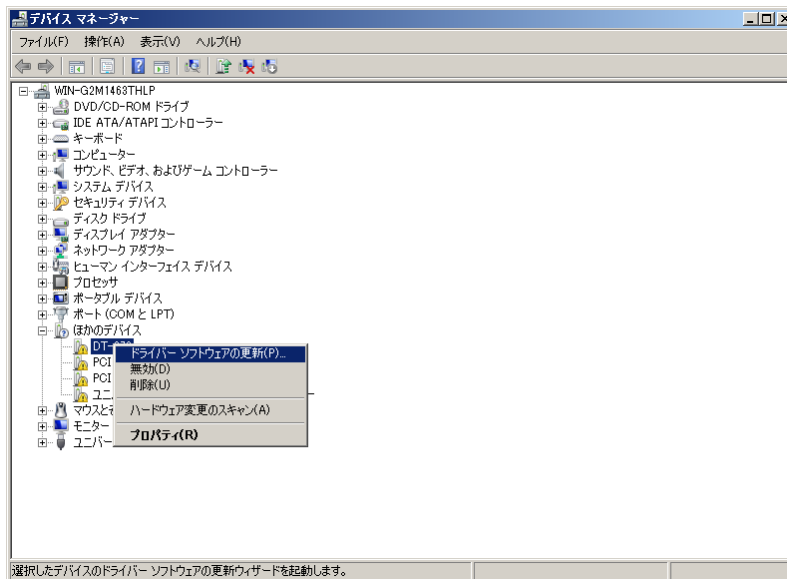 デバイス マネージャー
ファイル(F) 操作(A) 表示(V) ヘルプ(H)
WIN-G2M1463THLP
DVD/CD-ROM ドライブ
IDE ATA/ATAPI コントローラー
キーボード
コンピューター
サウンド、ビデオ、およびゲーム コントローラー
システム デバイス
セキュリティ デバイス
ディスク ドライブ
ディスプレイ アダプター
ネットワーク アダプター
ヒューマン インターフェイス デバイス
プロセッサ
ポータブル デバイス
ポート (COM と LPT)
ほかのデバイス
DT-
ドライバー ソフトウェアの更新(P)...
PCI
無効(D)
PCI
削除(U)
ユニ
マウスと
ハードウェア変更のスキャン(A)
モニター
プロパティ(R)
ユニバー
選択したデバイスのドライバー ソフトウェアの更新ウィザードを起動します。